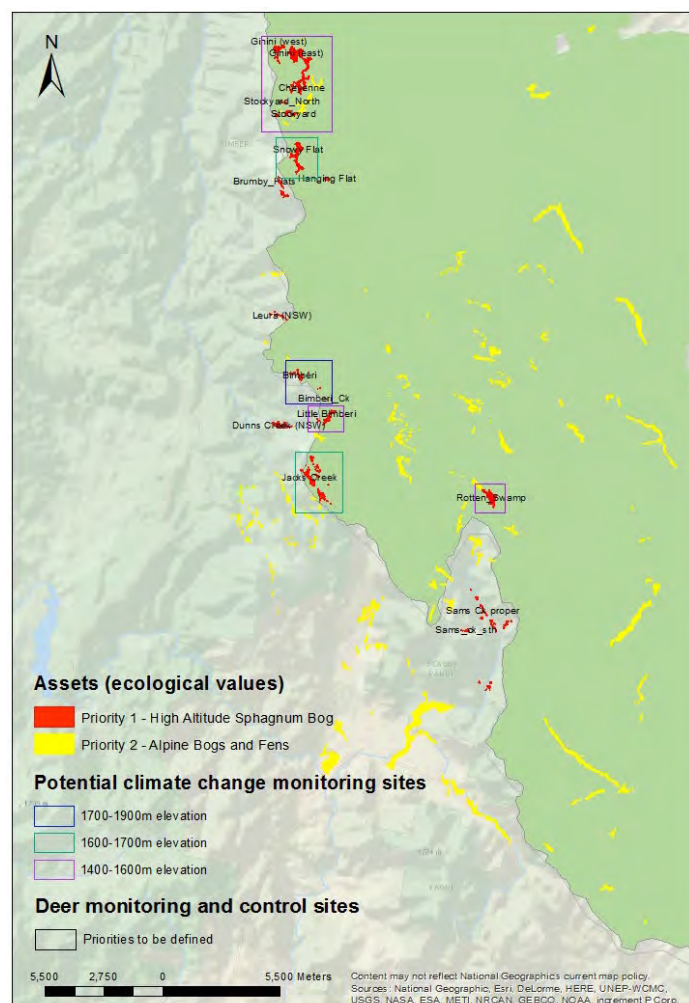 N
Ginini (west)
Ginini (east)
Cheyenne
Stockyard_North
Stockyard
Snowy Flat
Brumby_Flats
Hanging Flat
Leura (NSW)
Bimberi
Bimberi_Ck
Little Bimberi
Dunns Creek (NSW)
Jacks Creek
Rotten_Swamp
Sams Ck proper
Sams_ck_sth
Assets (ecological values)
Priority 1 - High Altitude Sphagnum Bog
Priority 2 - Alpine Bogs and Fens
Potential climate change monitoring sites
1700-1900m elevation
1600-1700m elevation
1400-1600m elevation
Deer monitoring and control sites
Priorities to be defined
5,500 2,750 0 5,500 Meters
Content may not reflect National Geographic's current map policy.
Sources: National Geographic, Esri, DeLorme, HERE, UNEP-WCMC,
USGS, NASA, ESA, METI, NRCAN, GEBCO, NOAA, increment P Corp.